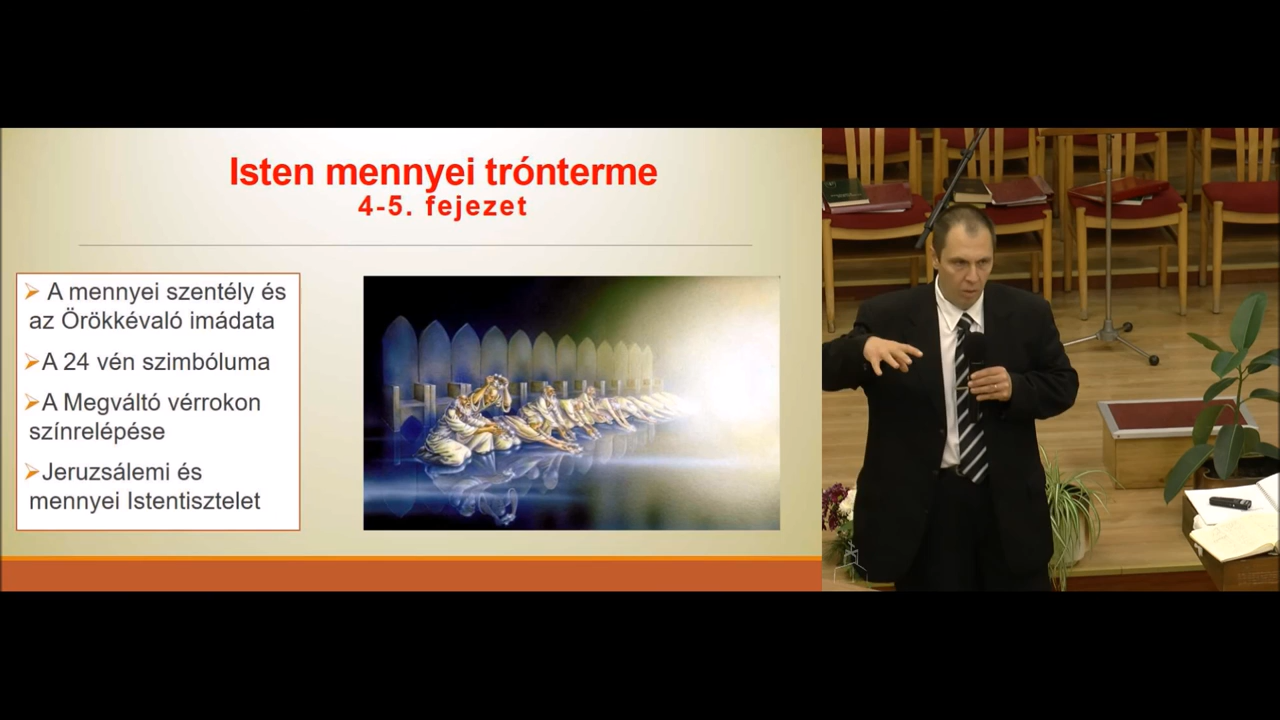 Isten mennyei trónterme
4-5. fejezet
A mennyei szentély és
az Örökkévaló imádata
A 24 vén szimbóluma
A Megváltó vérrokon
színrelépése
Jeruzsálemi és
mennyei Istentisztelet